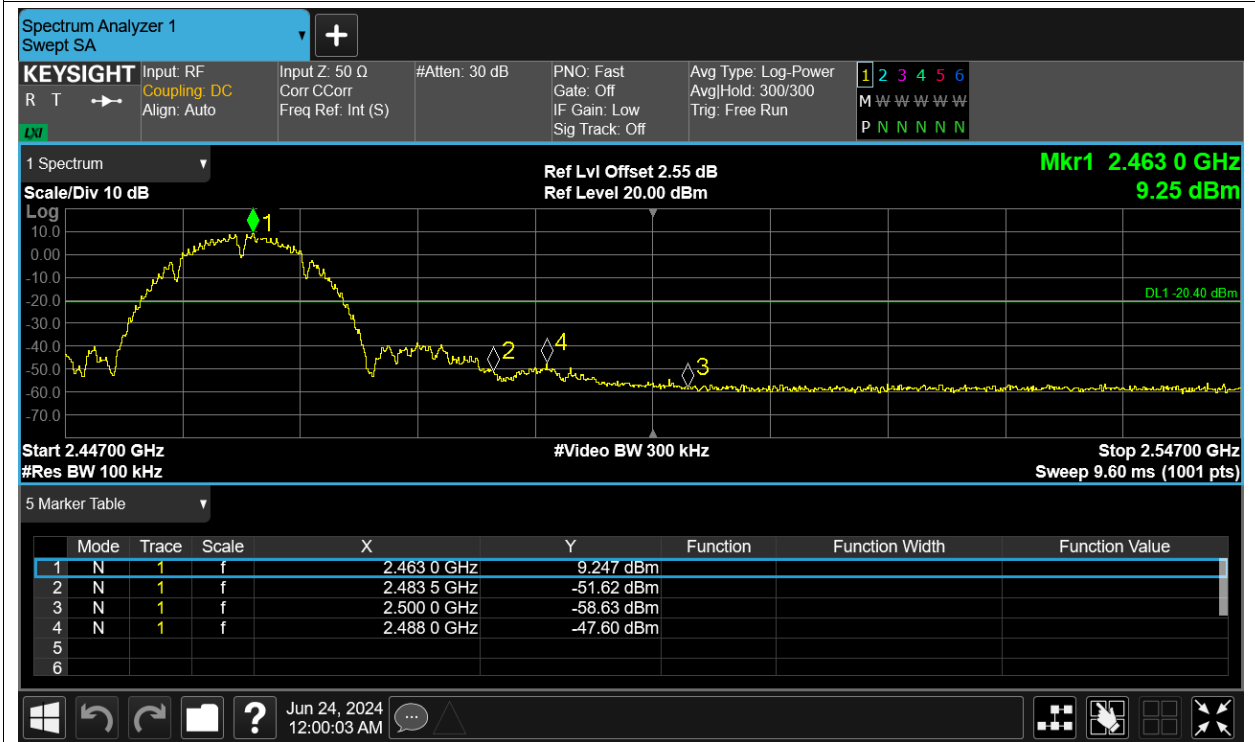 Spectrum Analyzer 1
Swept SA
+
KEYSIGHT Input: RF Input Z: 50 Ω #Atten: 30 dB PNO: Fast Avg Type: Log-Power 1 2 3 4 5 6
R T Coupling: DC Corr CCorr Gate: Off Avg|Hold: 300/300 M W W W W W W
Align: Auto Freq Ref: Int (S) IF Gain: Low Trig: Free Run
LXI Sig Track: Off P N N N N N N
1 Spectrum Ref Lvl Offset 2.55 dB Mkr1 2.463 0 GHz
Scale/Div 10 dB Ref Level 20.00 dBm 9.25 dBm
Log
1
10.0
0.00
-10.0
-20.0
DL1 -20.40 dBm
-30.0
-40.0
2 4
-50.0
3
-60.0
-70.0
Start 2.44700 GHz #Video BW 300 kHz Stop 2.54700 GHz
#Res BW 100 kHz Sweep 9.60 ms (1001 pts)
5 Marker Table
Mode Trace Scale X Y Function Function Width Function Value
1 N 1 f 2.463 0 GHz 9.247 dBm
2 N 1 f 2.483 5 GHz -51.62 dBm
3 N 1 f 2.500 0 GHz -58.63 dBm
4 N 1 f 2.488 0 GHz -47.60 dBm
5
6
? Jun 24, 2024
12:00:03 AM